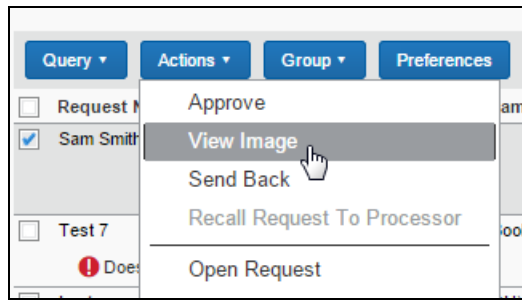 Query Actions Group Preferences
Request
Approve
Sam Smith
View Image
Send Back
Recall Request To Processor
Test 7
Open Request